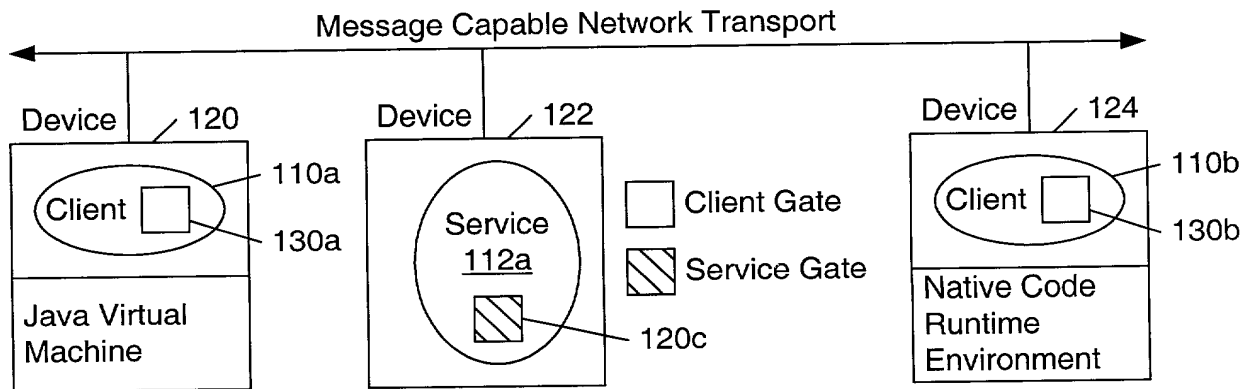 Message Capable Network Transport
Device
120
Device
122
Device
124
Client
110a
130a
Java Virtual
Machine
Service
112a
120c
Client Gate
Service Gate
Client
110b
130b
Native Code
Runtime
Environment